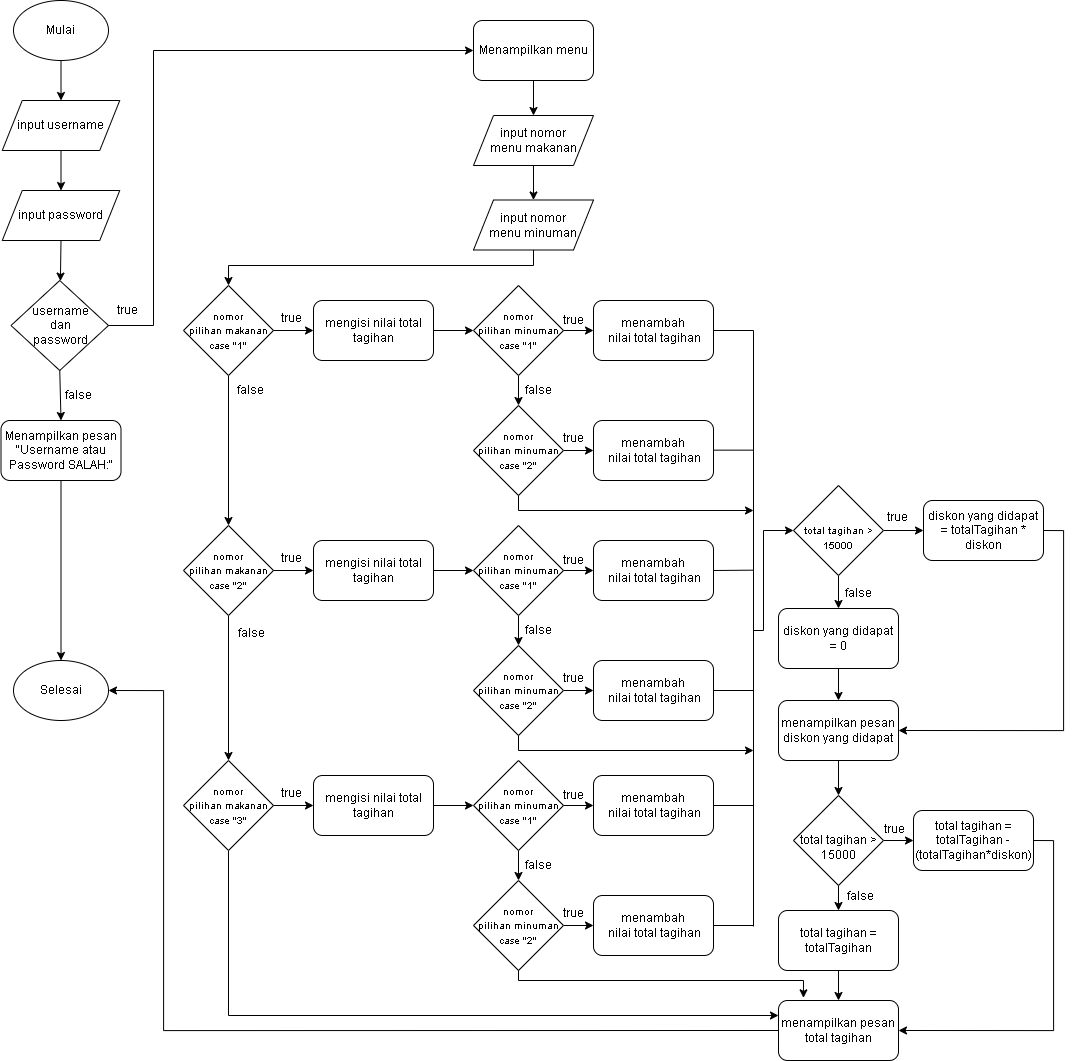 Mulai
input username
input password
username
dan
password
true
false
Menampilkan pesan
"Username atau
Password SALAH:"
Selesai
Menampilkan menu
input nomor
menu makanan
input nomor
menu minuman
nomor
pilihan makanan
case "1"
true
false
mengisi nilai total
tagihan
nomor
pilihan minuman
case "1"
true
false
menambah
nilai total tagihan
nomor
pilihan minuman
case "2"
true
menambah
nilai total tagihan
nomor
pilihan makanan
case "2"
true
false
mengisi nilai total
tagihan
nomor
pilihan minuman
case "1"
true
false
menambah
nilai total tagihan
nomor
pilihan minuman
case "2"
true
menambah
nilai total tagihan
nomor
pilihan makanan
case "3"
true
mengisi nilai total
tagihan
nomor
pilihan minuman
case "1"
true
false
menambah
nilai total tagihan
nomor
pilihan minuman
case "2"
true
menambah
nilai total tagihan
total tagihan >
15000
true
false
diskon yang didapat
= totalTagihan *
diskon
diskon yang didapat
= 0
menampilkan pesan
diskon yang didapat
total tagihan >
15000
true
false
total tagihan =
totalTagihan -
(totalTagihan*diskon)
total tagihan =
totalTagihan
menampilkan pesan
total tagihan